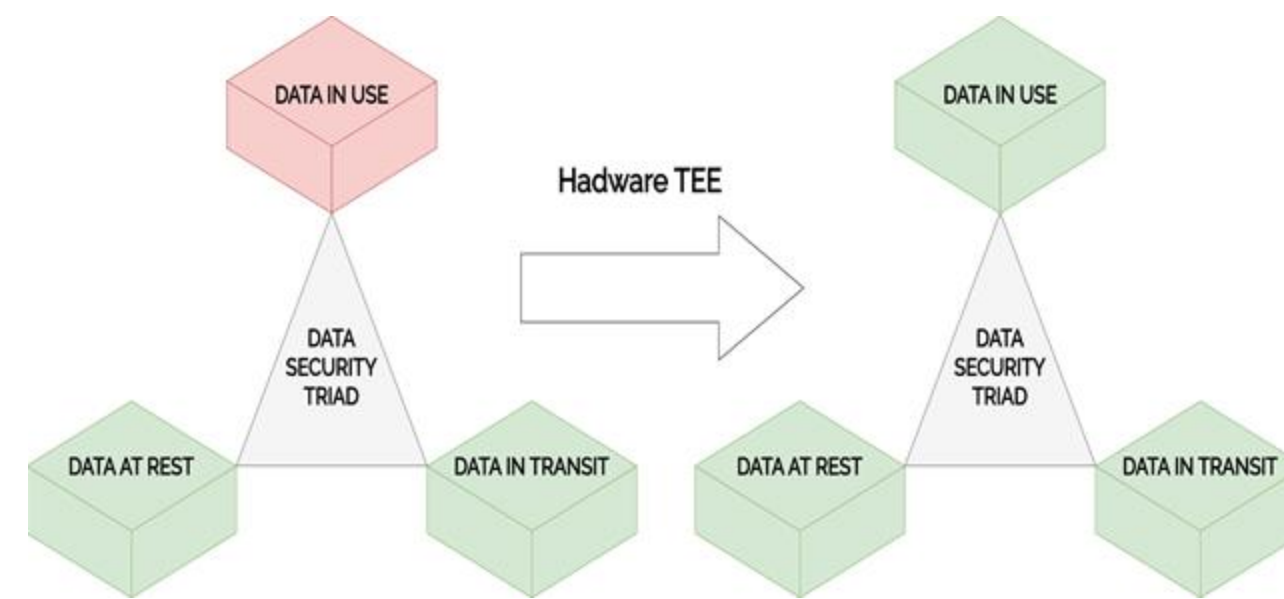 DATA IN USE
DATA IN USE
Hadware TEE
DATA
SECURITY
TRIAD
DATA
SECURITY
TRIAD
DATA AT REST
DATA IN TRANSIT
DATA AT REST
DATA IN TRANSIT